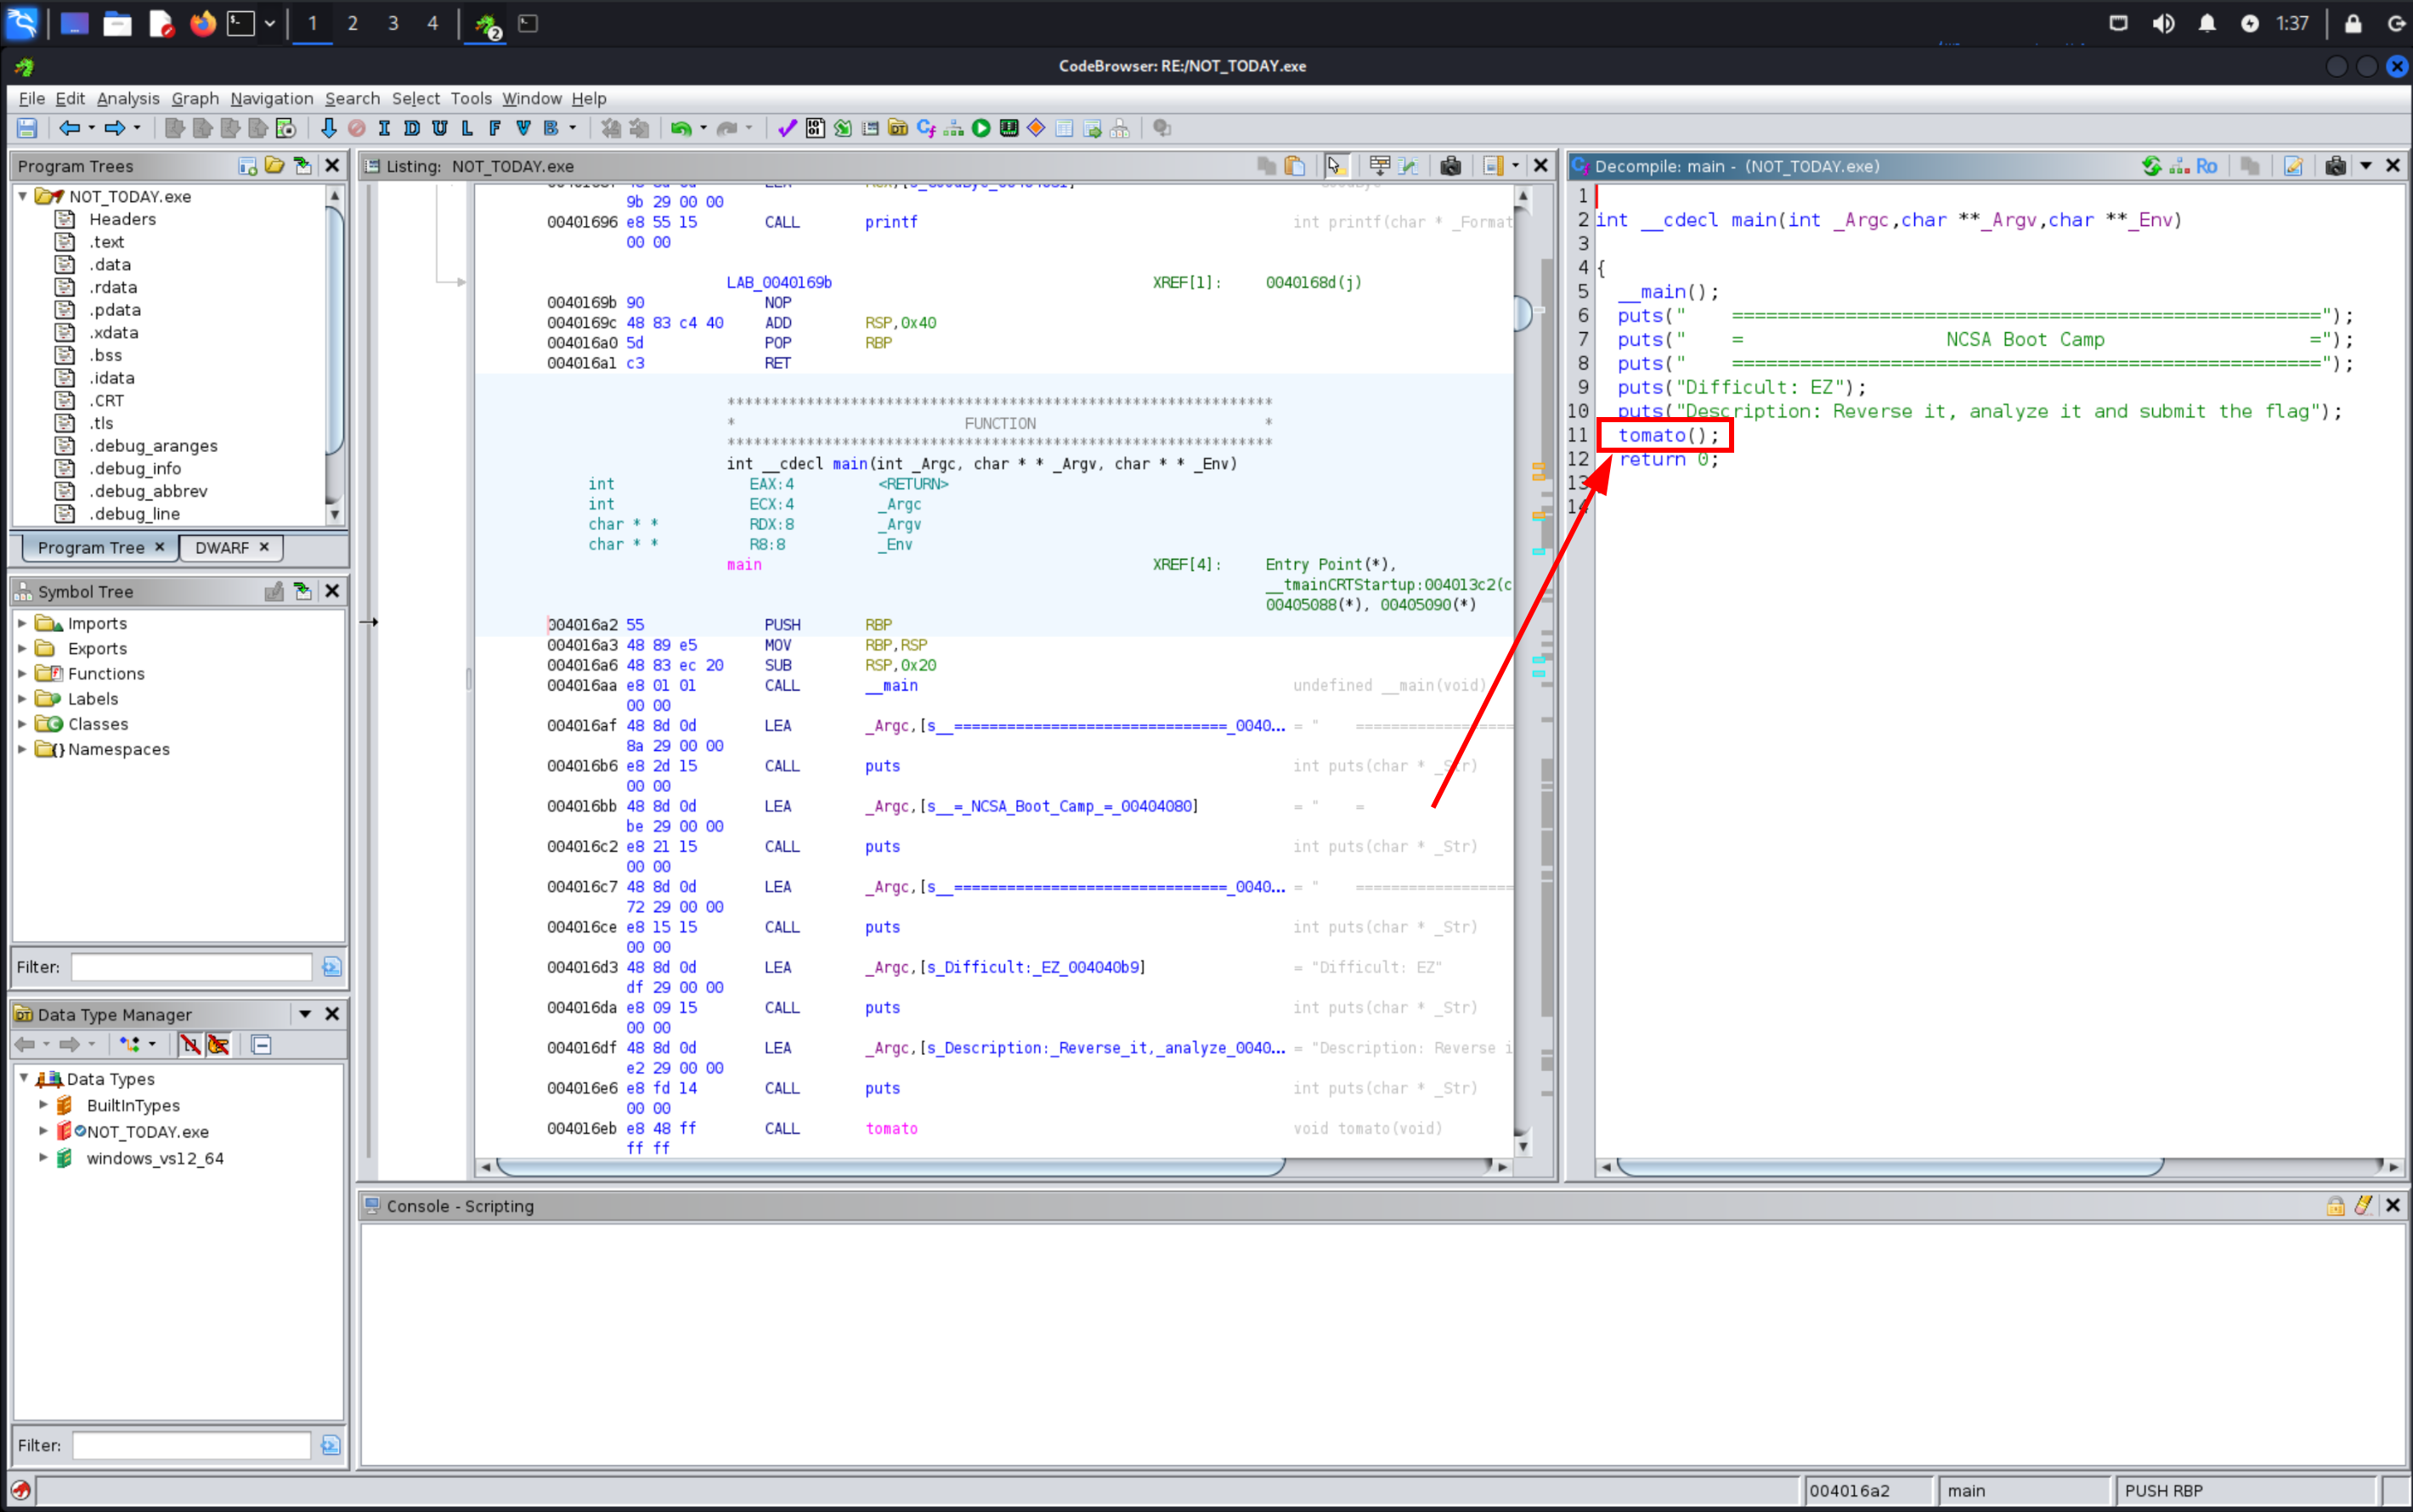 1 2 3 4 2 1:37
CodeBrowser: RE:/NOT_TODAY.exe
File Edit Analysis Graph Navigation Search Select Tools Window Help
I D U L F V B
Program Trees
NOT_TODAY.exe
Headers
.text
.data
.rdata
.pdata
.xdata
.bss
.idata
.CRT
.tls
.debug_aranges
.debug_info
.debug_abbrev
.debug_line
Program Tree × DWARF ×
Symbol Tree
Imports
Exports
Functions
Labels
Classes
Namespaces
Filter:
Data Type Manager
Data Types
BuiltInTypes
NOT_TODAY.exe
windows_vs12_64
Filter:
Listing: NOT_TODAY.exe
9b 29 00 00
00401696 e8 55 15 CALL printf int printf(char * _Format
00 00
LAB_0040169b XREF[1]: 0040168d(j)
0040169b 90 NOP
0040169c 48 83 c4 40 ADD RSP,0x40
004016a0 5d POP RBP
004016a1 c3 RET
**************************************************************
* FUNCTION *
**************************************************************
int __cdecl main(int _Argc, char * * _Argv, char * * _Env)
int EAX:4 <RETURN>
int ECX:4 _Argc
char * * RDX:8 _Argv
char * * R8:8 _Env
main XREF[4]: Entry Point(*),
__tmainCRTStartup:004013c2(c
00405088(*), 00405090(*)
004016a2 55 PUSH RBP
004016a3 48 89 e5 MOV RBP,RSP
004016a6 48 83 ec 20 SUB RSP,0x20
004016aa e8 01 01 CALL __main undefined __main(void)
00 00
004016af 48 8d 0d LEA _Argc,[s__===============================_0040... = " ==================
8a 29 00 00
004016b6 e8 2d 15 CALL puts int puts(char * _Str)
00 00
004016bb 48 8d 0d LEA _Argc,[s__=_NCSA_Boot_Camp_=_00404080] = " =
be 29 00 00
004016c2 e8 21 15 CALL puts int puts(char * _Str)
00 00
004016c7 48 8d 0d LEA _Argc,[s__===============================_0040... = " ==================
72 29 00 00
004016ce e8 15 15 CALL puts int puts(char * _Str)
00 00
004016d3 48 8d 0d LEA _Argc,[s_Difficult:_EZ_004040b9] = "Difficult: EZ"
df 29 00 00
004016da e8 09 15 CALL puts int puts(char * _Str)
00 00
004016df 48 8d 0d LEA _Argc,[s_Description:_Reverse_it,_analyze_0040... = "Description: Reverse i
e2 29 00 00
004016e6 e8 fd 14 CALL puts int puts(char * _Str)
00 00
004016eb e8 48 ff CALL tomato void tomato(void)
ff ff
Decompile: main - (NOT_TODAY.exe)
Ro
1
2 int __cdecl main(int _Argc,char **_Argv,char **_Env)
3
4 {
5 __main();
6 puts(" ====================================================");
7 puts(" = NCSA Boot Camp =");
8 puts(" ====================================================");
9 puts("Difficult: EZ");
10 puts("Description: Reverse it, analyze it and submit the flag");
11 tomato();
12 return 0;
13
14
Console - Scripting
004016a2 main PUSH RBP